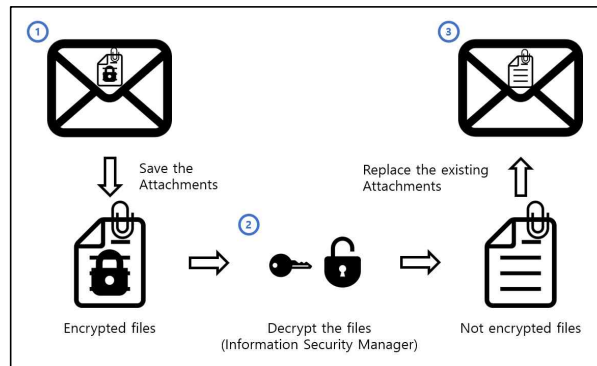 1
3
Save the
Attachments
Replace the existing
Attachments
2
Encrypted files
Decrypt the files
(Information Security Manager)
Not encrypted files